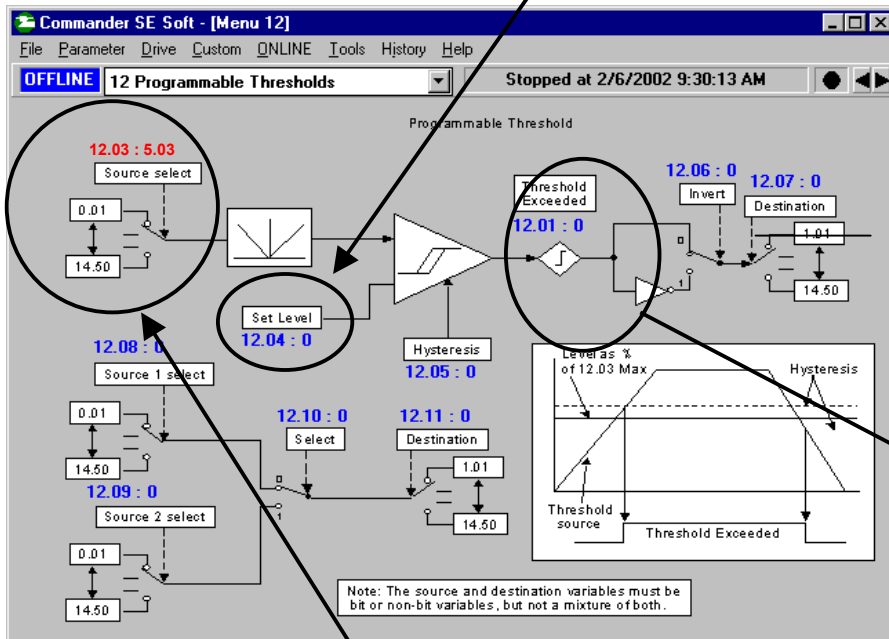 Commander SE Soft - [Menu 12]
File Parameter Drive Custom ONLINE Tools History Help
OFFLINE 12 Programmable Thresholds Stopped at 2/6/2002 9:30:13 AM
Programmable Threshold
12.03 : 5.03
Source select
0.01
14.50
Set Level
12.04 : 0
Hysteresis
12.05 : 0
Threshold
Exceeded
12.01 : 0
12.06 : 0
Invert
0
1
12.07 : 0
Destination
1.01
14.50
12.08 : 0
Source 1 select
0.01
14.50
12.09 : 0
Source 2 select
0.01
14.50
12.10 : 0
Select
0
1
12.11 : 0
Destination
1.01
14.50
Level as %
of 12.03 Max
Hysteresis
Threshold
source
Threshold Exceeded
Note: The source and destination variables must be
bit or non-bit variables, but not a mixture of both.